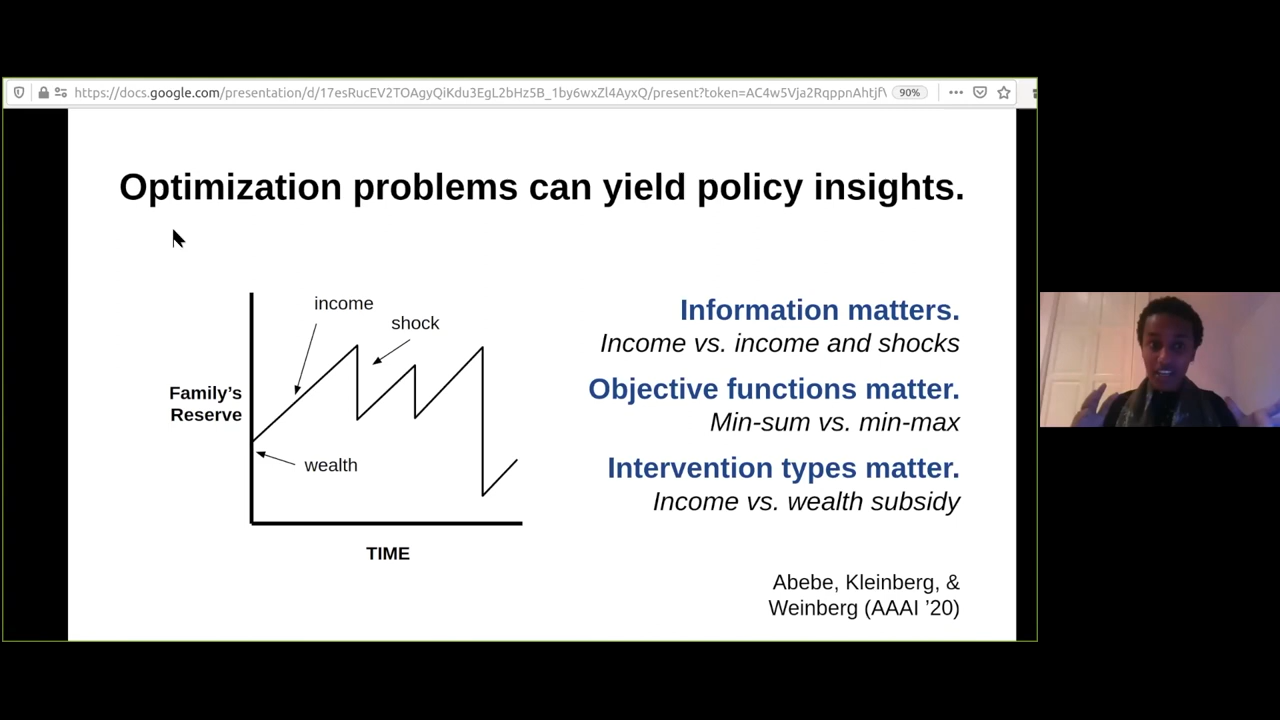 https://docs.google.com/presentation/d/17esRucEV2TOAgyQiKdu3EgL2bHz5B_1by6wxZl4AyxQ/present?token=AC4w5Vja2RqppnAhtjf 90%
Optimization problems can yield policy insights.
income
shock
Family’s
Reserve
wealth
TIME
Information matters.
Income vs. income and shocks
Objective functions matter.
Min-sum vs. min-max
Intervention types matter.
Income vs. wealth subsidy
Abebe, Kleinberg, &
Weinberg (AAAI ’20)